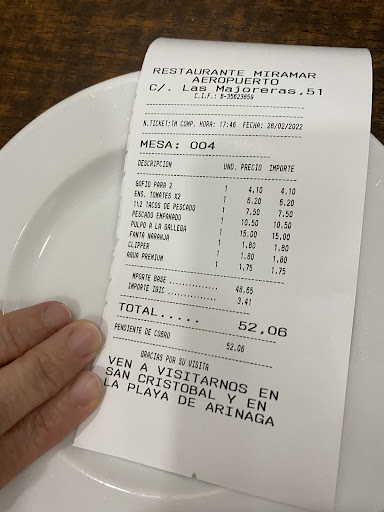 RESTAURANTE MIRAMAR
AEROPUERTO
C/. Las Majoreras,51
C.I.F.: B-35623859
N.TICKET:TM COMP. HORA: 17:46 FECHA: 28/02/2022
MESA: 004
DESCRIPCION UND. PRECIO IMPORTE
GOFIO PARA 2 1 4,10 4,10
ENS. TOMATES X2 1 6,20 6,20
1\2 TACOS DE PESCADO 1 7,50 7,50
PESCADO EMPANADO 1 10,50 10,50
PULPO A LA GALLEGA 1 15,00 15,00
FANTA NARANJA 1 1,80 1,80
CLIPPER 1 1,80 1,80
AGUA PREMIUM 1 1,75 1,75
MPORTE BASE .............. 48,65
IMPORTE IGIC .............. 3,41
TOTAL..... 52,06
PENDIENTE DE COBRO 52,06
GRACIAS POR SU VISITA
VEN A VISITARNOS EN
SAN CRISTOBAL Y EN
LA PLAYA DE ARINAGA